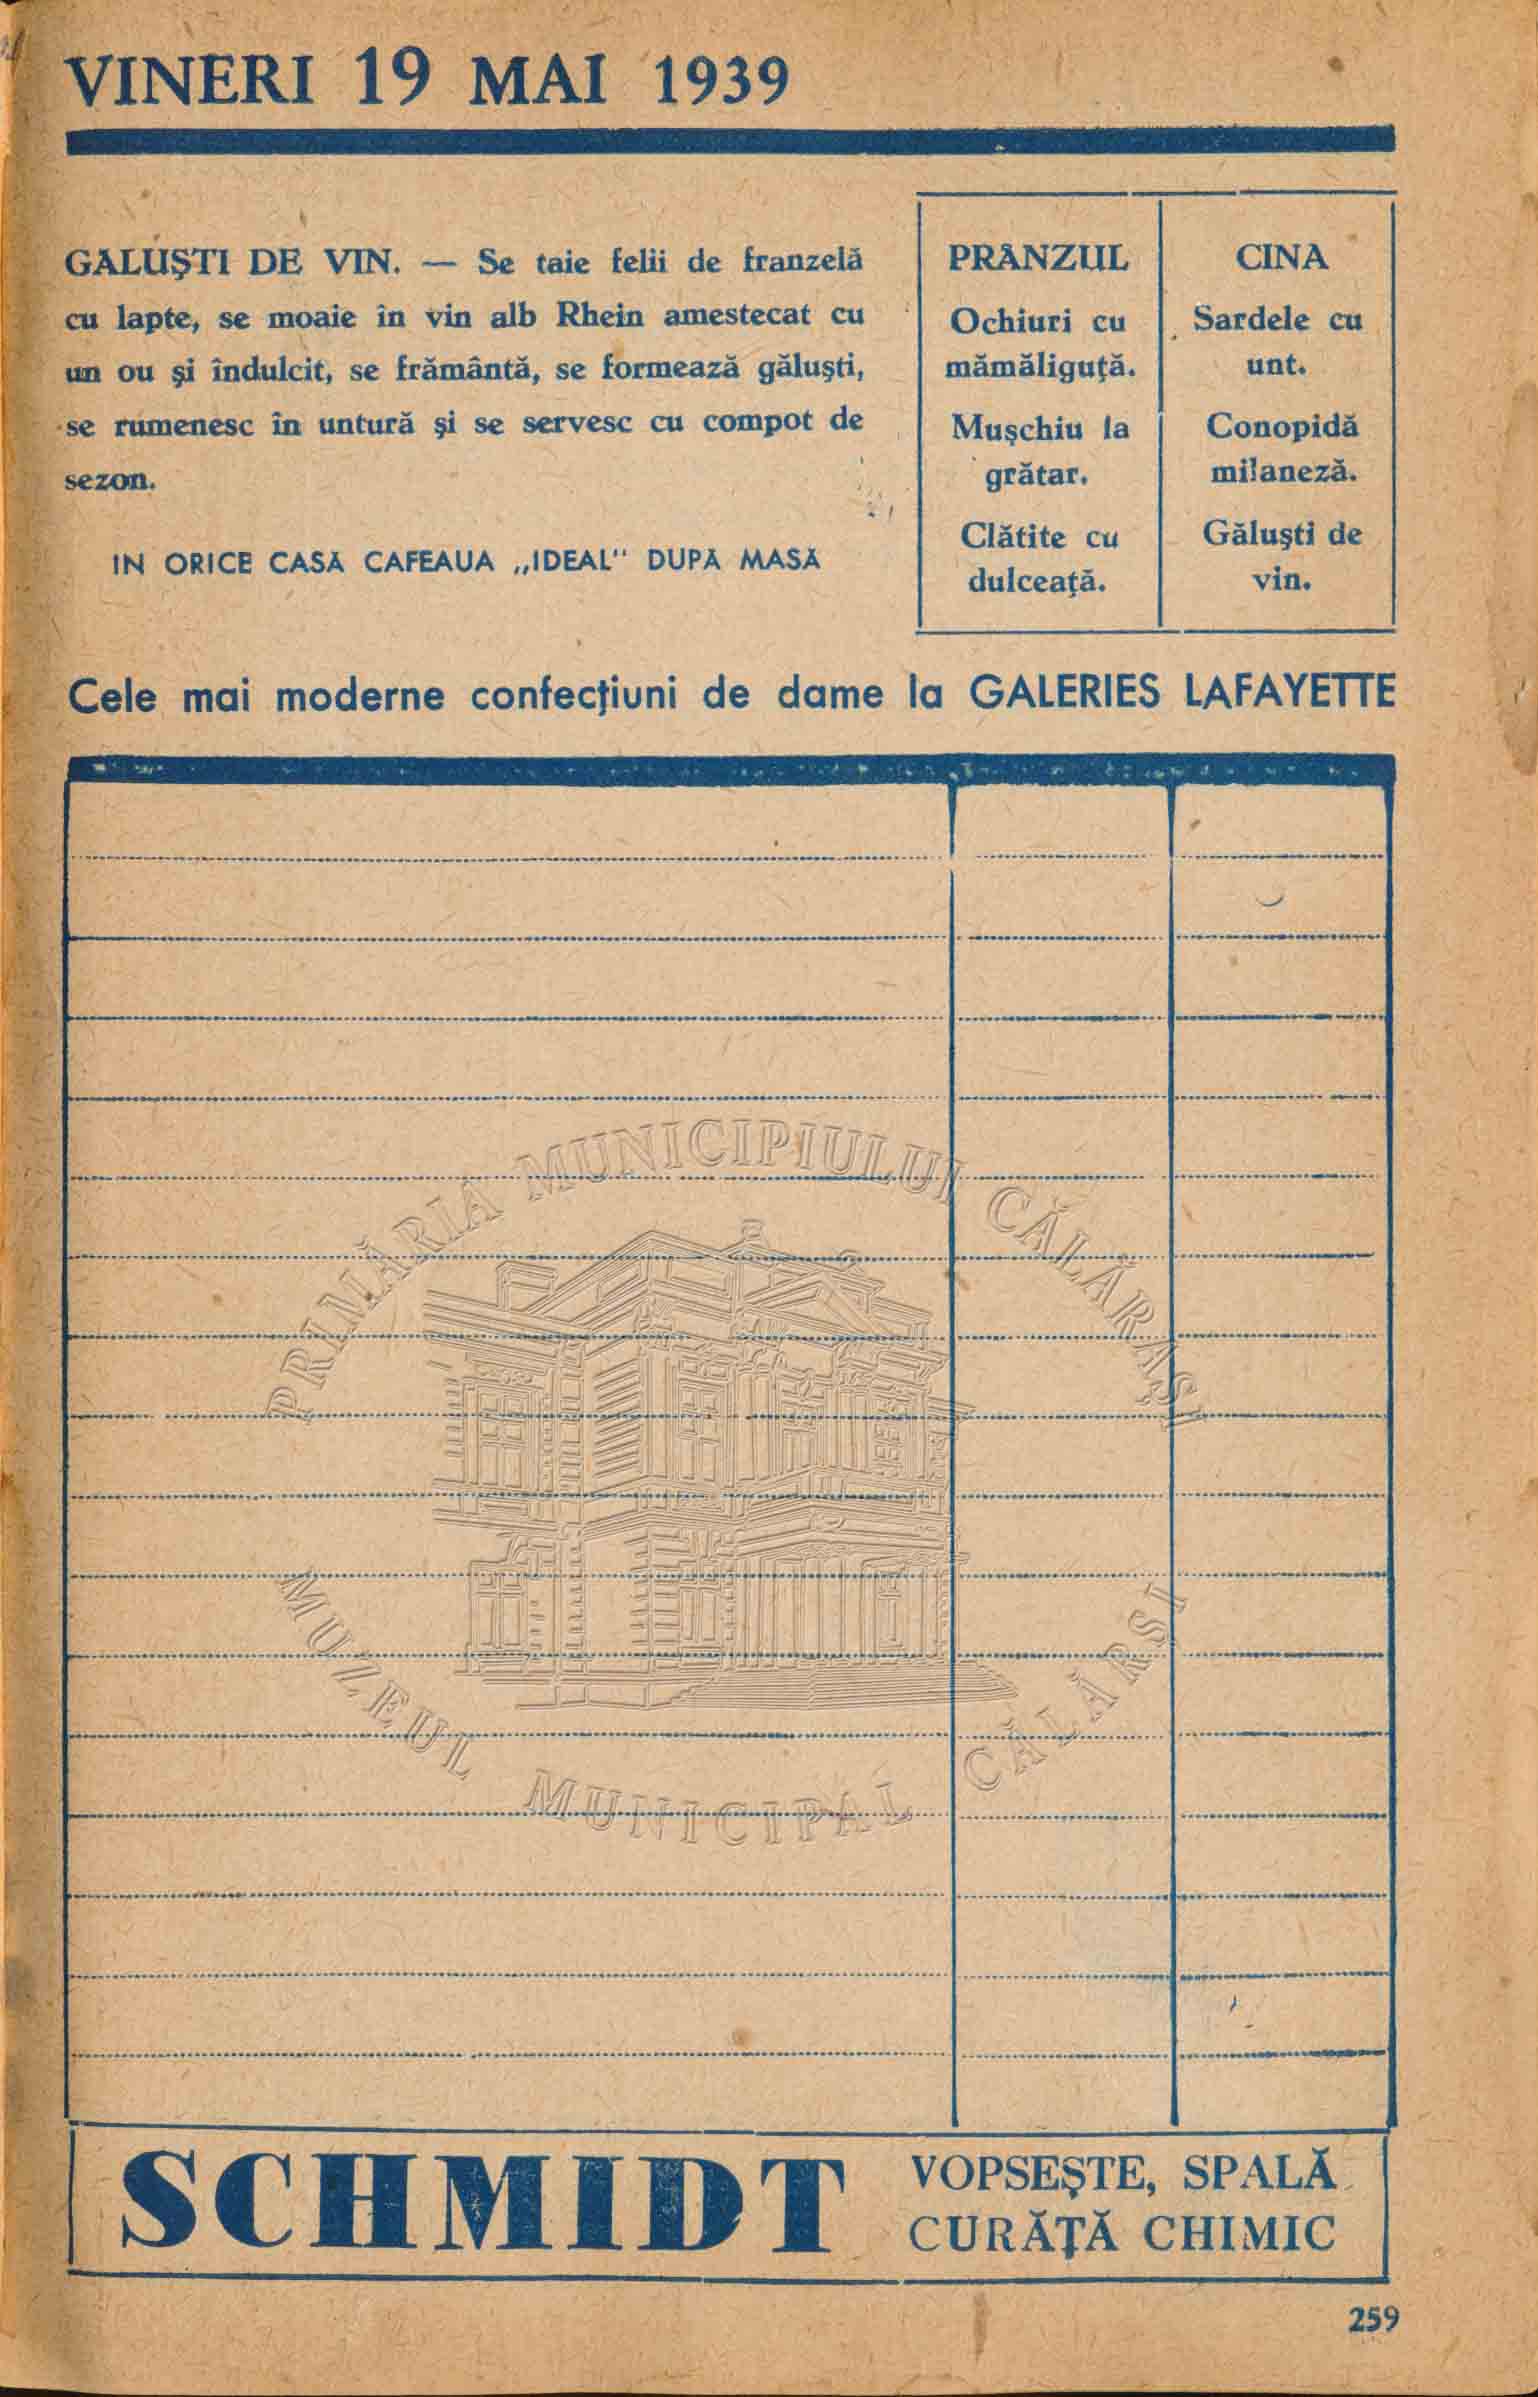 VINERI 19 MAI 1939
GALUŞTI DE VIN. — Se taie felii de franzelă
cu lapte, se moaie în vin alb Rhein amestecat cu
un ou şi îndulcit, se frământă, se formează găluşti,
se rumenesc în untură şi se servesc cu compot de
sezon.
IN ORICE CASĂ CAFEAUA „IDEAL" DUPĂ MASĂ
PRÂNZUL
Ochiuri cu
mămăliguţă.
Muşchiu la
grătar.
Clătite cu
dulceaţă.
CINA
Sardele cu
unt.
Conopidă
milaneză.
Găluşti de
vin.
Cele mai moderne confecţiuni de dame la GALERIES LAFAYETTE
PRIMĂRIA MUNICIPIULUI CĂLĂRAŞI
MUZEUL MUNICIPAL CĂLĂRSI
SCHMIDT
VOPSEŞTE, SPALĂ
CURĂŢĂ CHIMIC
259